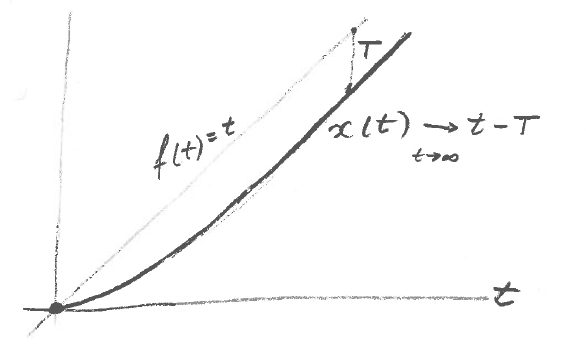 T
f(t)=t
x(t) → t-T
t→∞
t